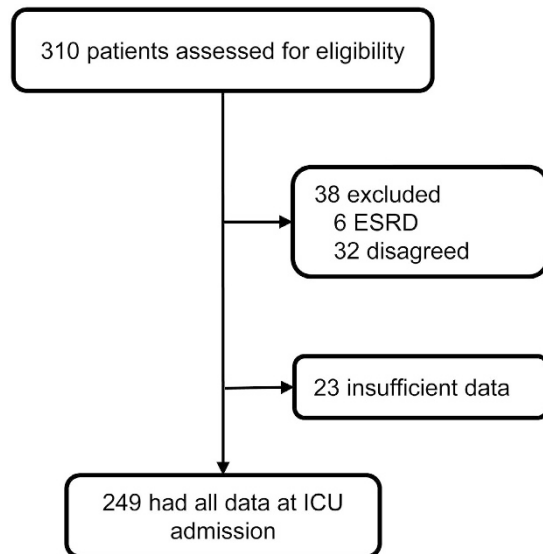 310 patients assessed for eligibility
38 excluded
6 ESRD
32 disagreed
23 insufficient data
249 had all data at ICU
admission